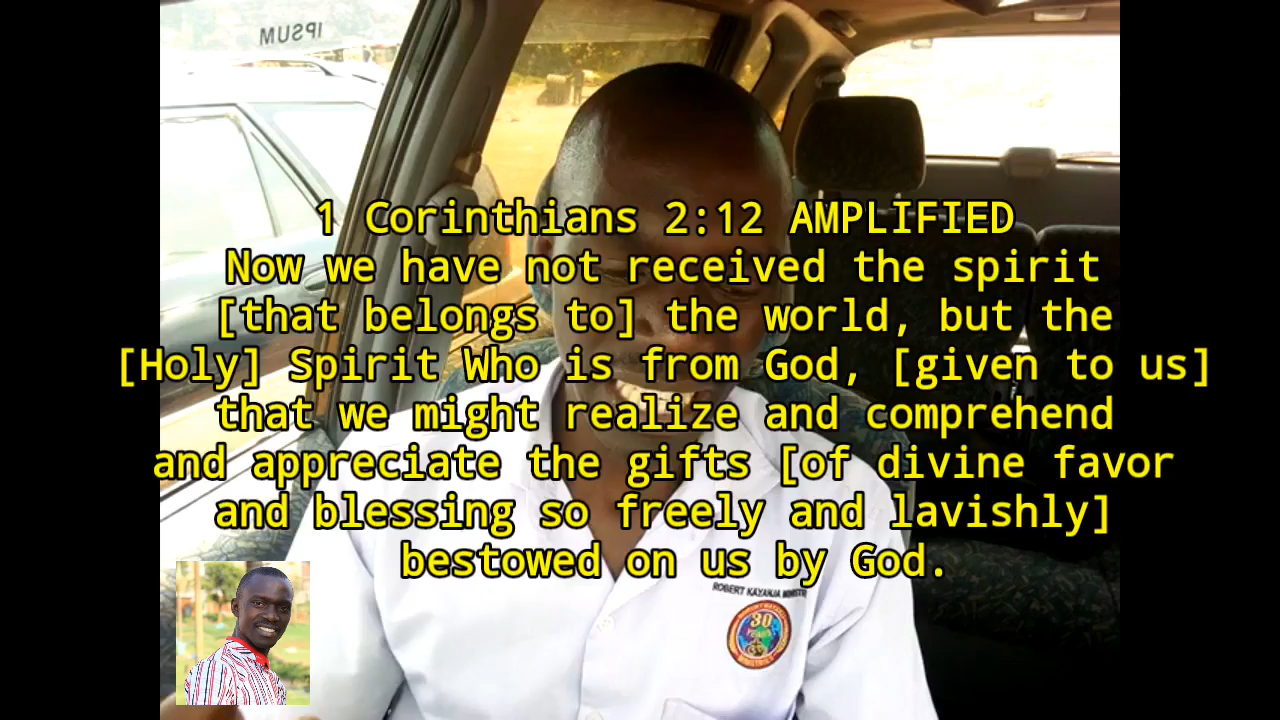 IPSUM
1 Corinthians 2:12 AMPLIFIED
Now we have not received the spirit
[that belongs to] the world, but the
[Holy] Spirit Who is from God, [given to us]
that we might realize and comprehend
and appreciate the gifts [of divine favor
and blessing so freely and lavishly]
bestowed on us by God.
ROBERT KAYANJA
30
YEARS